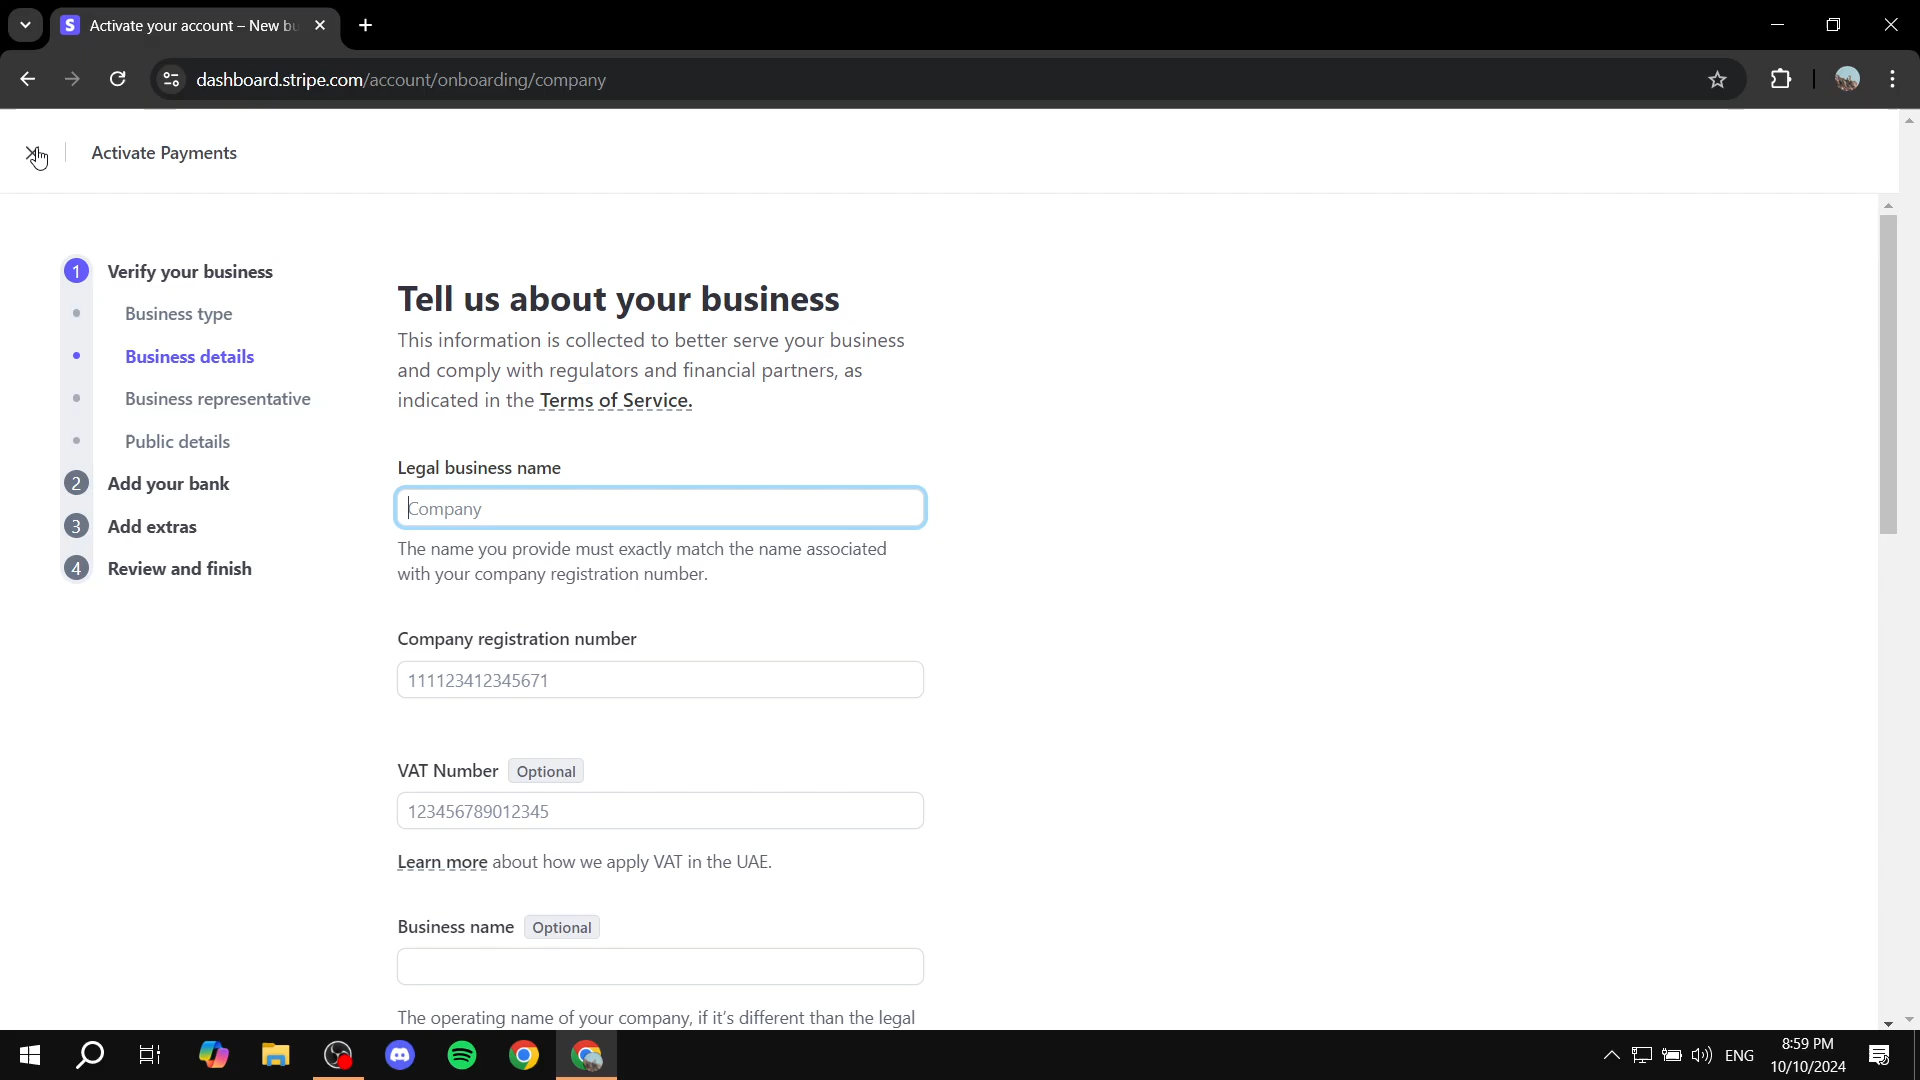 Activate your account – New bu
dashboard.stripe.com/account/onboarding/company
Activate Payments
1 Verify your business
Business type
Business details
Business representative
Public details
2 Add your bank
3 Add extras
4 Review and finish
Tell us about your business
This information is collected to better serve your business
and comply with regulators and financial partners, as
indicated in the Terms of Service.
Legal business name
Company
The name you provide must exactly match the name associated
with your company registration number.
Company registration number
111123412345671
VAT Number Optional
123456789012345
Learn more about how we apply VAT in the UAE.
Business name Optional
The operating name of your company, if it's different than the legal
ENG
8:59 PM
10/10/2024